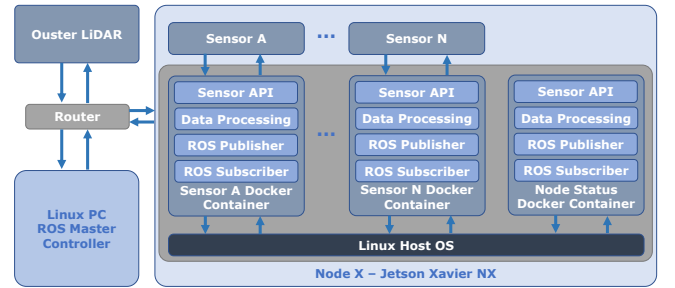 Ouster LiDAR
Router
Linux PC
ROS Master
Controller
Sensor A
...
Sensor N
Sensor API
Data Processing
ROS Publisher
ROS Subscriber
Sensor A Docker
Container
...
Sensor API
Data Processing
ROS Publisher
ROS Subscriber
Sensor N Docker
Container
Sensor API
Data Processing
ROS Publisher
ROS Subscriber
Node Status
Docker Container
Linux Host OS
Node X – Jetson Xavier NX